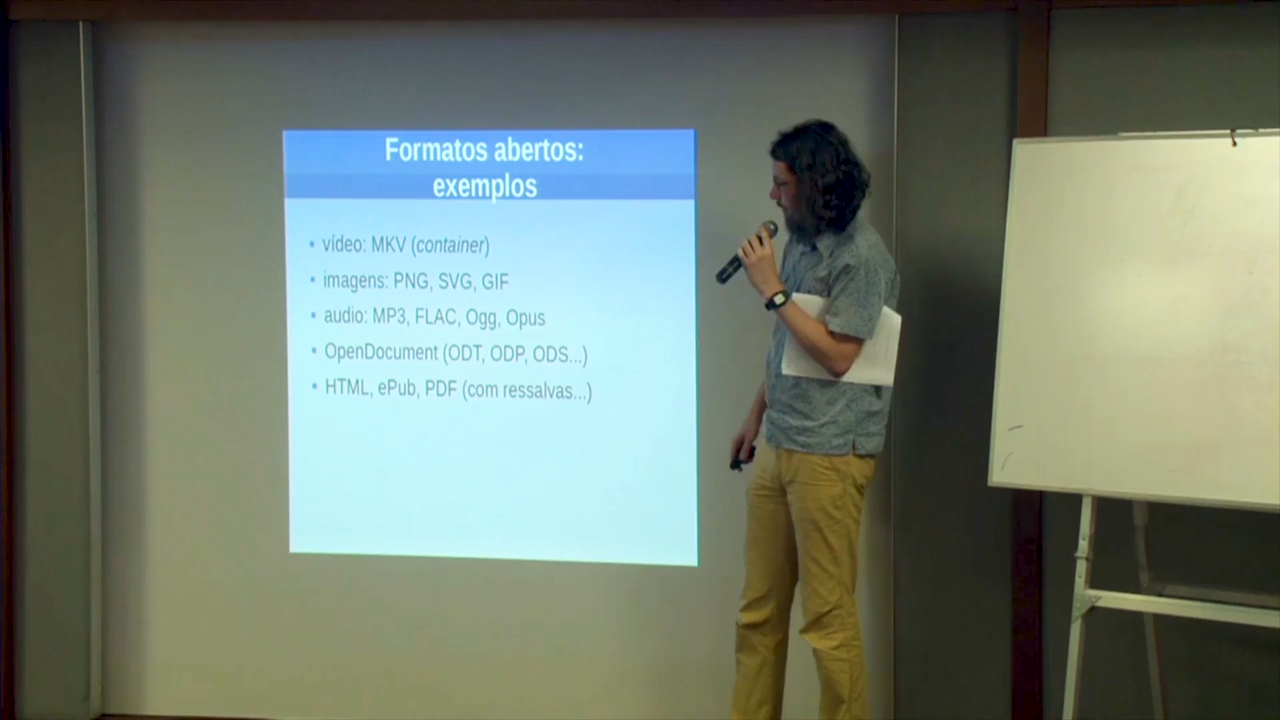 Formatos abertos:
exemplos
▪ vídeo: MKV (container)
▪ imagens: PNG, SVG, GIF
▪ audio: MP3, FLAC, Ogg, Opus
▪ OpenDocument (ODT, ODP, ODS...)
▪ HTML, ePub, PDF (com ressalvas...)